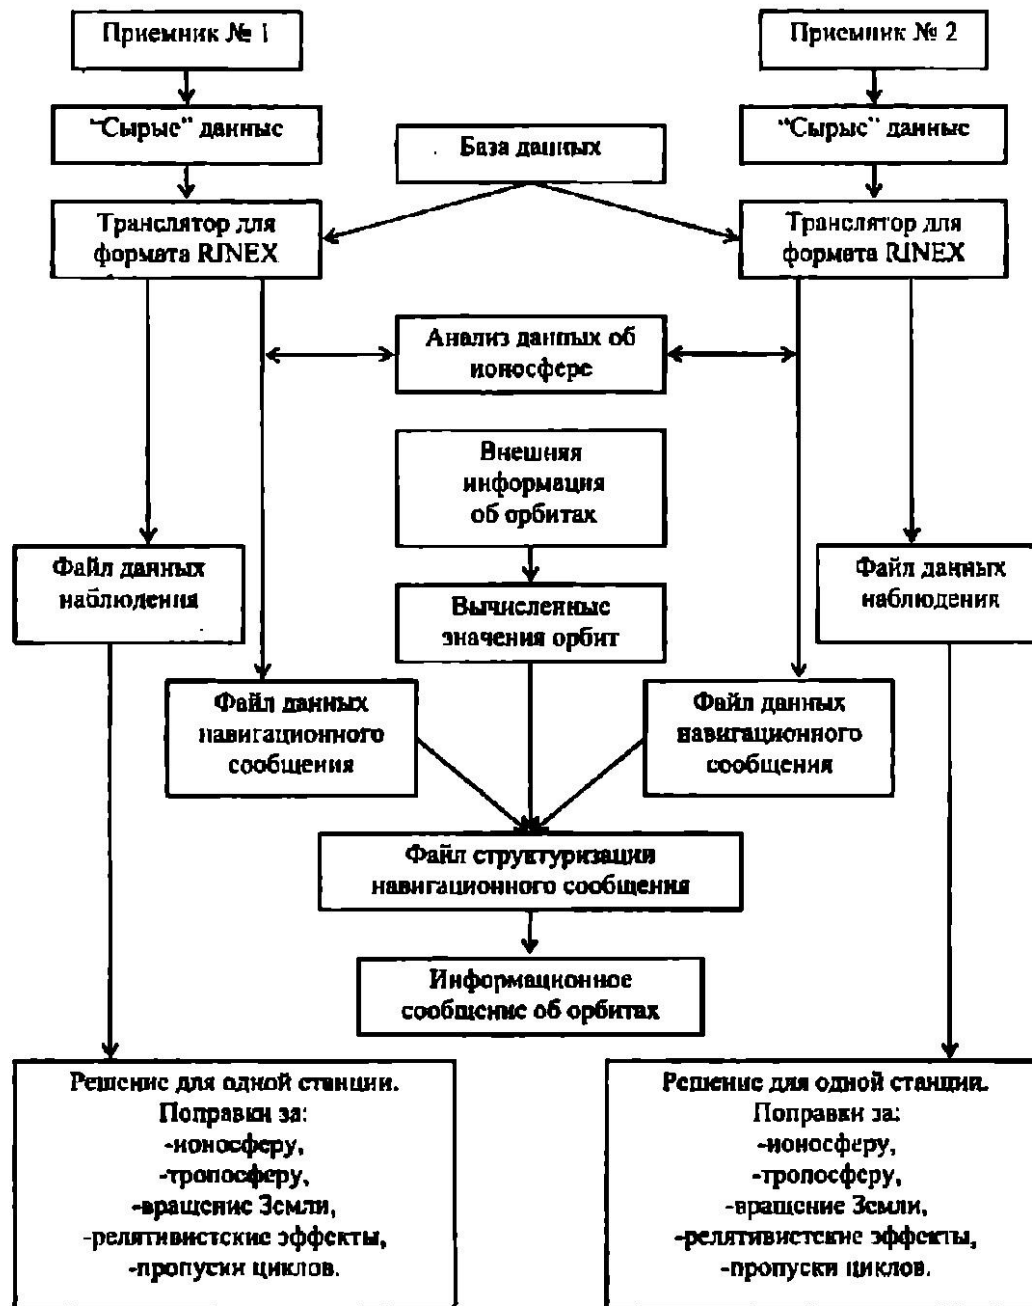 Приемник № 1
Приемник № 2
"Сырые" данные
База данных
"Сырые" данные
Транслятор для
формата RINEX
Транслятор для
формата RINEX
Анализ данных об
ионосфере
Внешняя
информация
об орбитах
Файл данных
наблюдения
Вычисленные
значения орбит
Файл данных
наблюдения
Файл данных
навигационного
сообщения
Файл данных
навигационного
сообщения
Файл структуризации
навигационного сообщения
Информационное
сообщение об орбитах
Решение для одной станции.
Поправки за:
-ионосферу,
-тропосферу,
-вращение Земли,
-релятивистские эффекты,
-пропуски циклов.
Решение для одной станции.
Поправки за:
-ионосферу,
-тропосферу,
-вращение Земли,
-релятивистские эффекты,
-пропуски циклов.